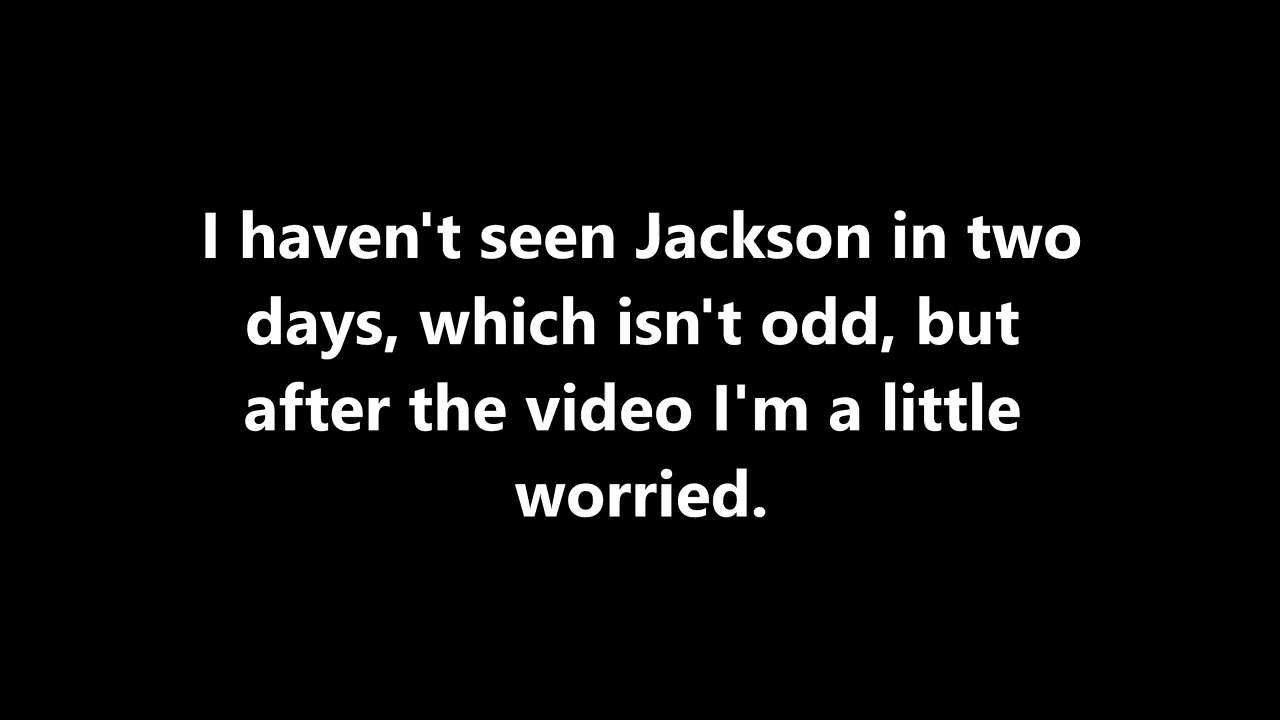 I haven't seen Jackson in two
days, which isn't odd, but
after the video I'm a little
worried.